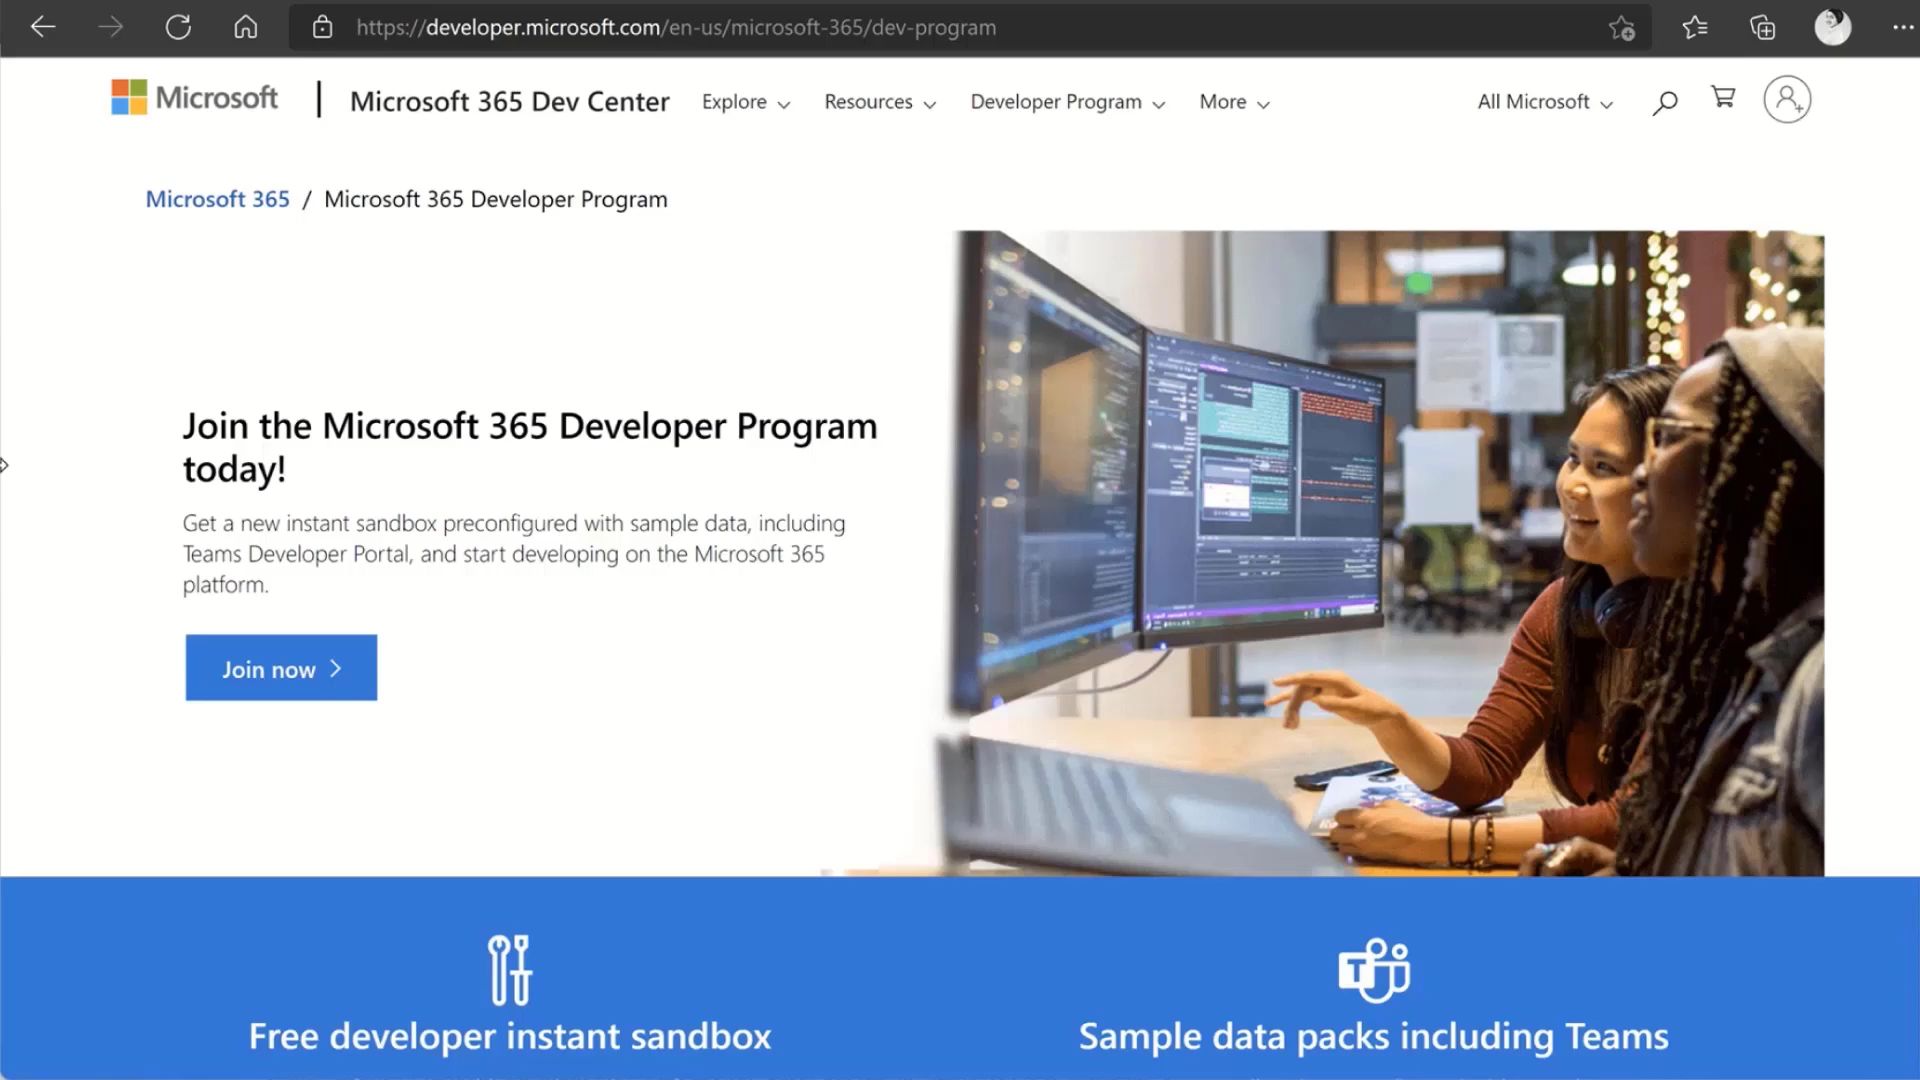 https://developer.microsoft.com/en-us/microsoft-365/dev-program
Microsoft
Microsoft 365 Dev Center
Explore
Resources
Developer Program
More
All Microsoft
Microsoft 365 / Microsoft 365 Developer Program
Join the Microsoft 365 Developer Program
today!
Get a new instant sandbox preconfigured with sample data, including
Teams Developer Portal, and start developing on the Microsoft 365
platform.
Join now
T
Free developer instant sandbox
Sample data packs including Teams